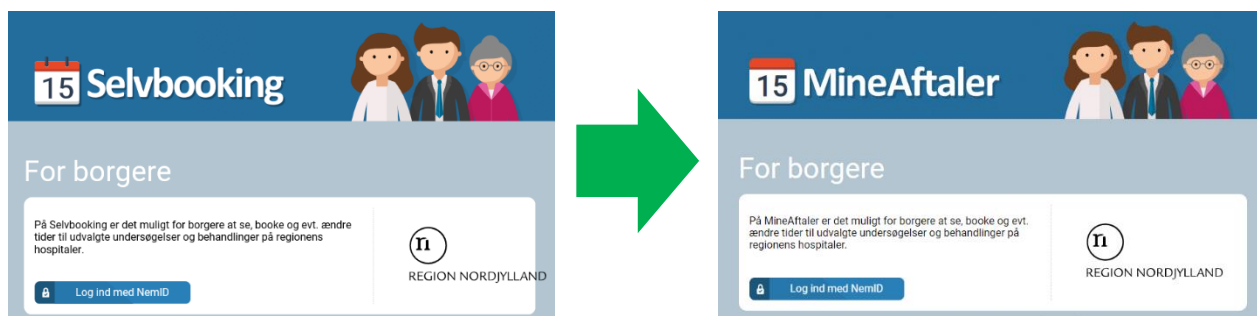 15 Selvbooking
For borgere
På Selvbooking er det muligt for borgere at se, booke og evt. ændre
tider til udvalgte undersøgelser og behandlinger på regionens
hospitaler.
Log ind med NemID
n
REGION NORDJYLLAND
15 MineAftaler
For borgere
På MineAftaler er det muligt for borgere at se, booke og evt.
ændre tider til udvalgte undersøgelser og behandlinger på
regionens hospitaler.
Log ind med NemID
n
REGION NORDJYLLAND